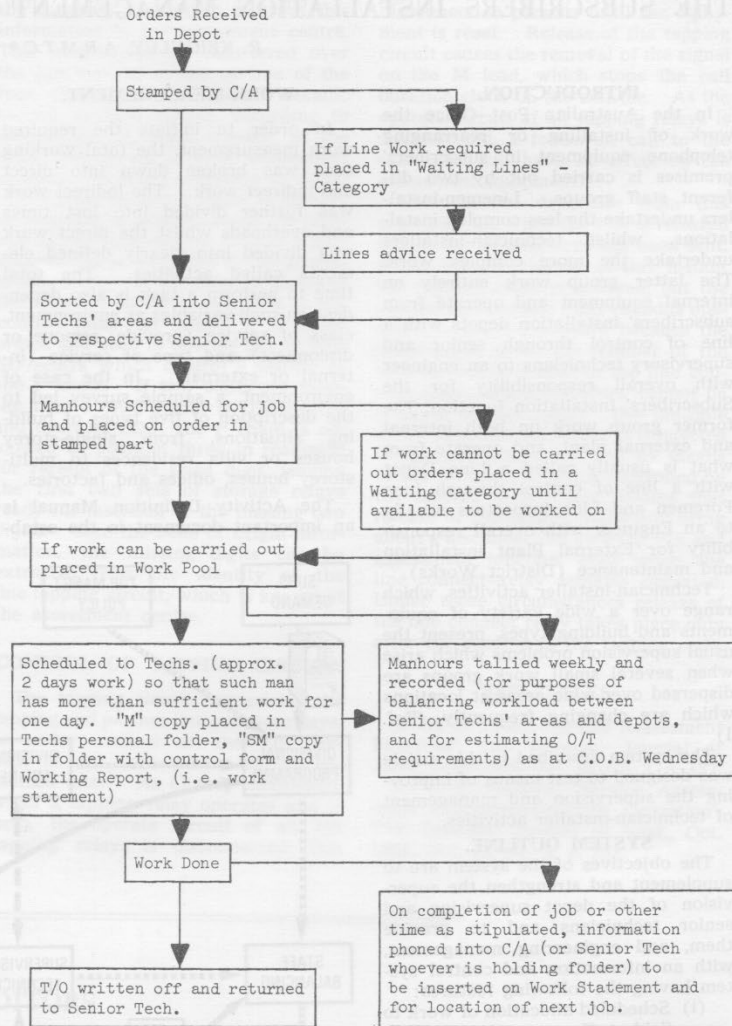 Orders Received
in Depot
Stamped by C/A
If Line Work required
placed in "Waiting Lines"
Category
Lines advice received
Sorted by C/A into Senior
Techs' areas and delivered
to respective Senior Tech.
Manhours Scheduled for job
and placed on order in
stamped part
If work cannot be carried
out orders placed in a
Waiting category until
available to be worked on
If work can be carried out
placed in Work Pool
Scheduled to Techs. (approx.
2 days work) so that such man
has more than sufficient work for
one day. "M" copy placed in
Techs personal folder, "SM" copy
in folder with control form and
Working Report, (i.e. work
statement)
Manhours tallied weekly and
recorded (for purposes of
balancing workload between
Senior Techs' areas and depots,
and for estimating O/T
requirements) as at C.O.B. Wednesday
Work Done
T/O written off and returned
to Senior Tech.
On completion of job or other
time as stipulated, information
phoned into C/A (or Senior Tech
whoever is holding folder) to
be inserted on Work Statement and
for location of next job.